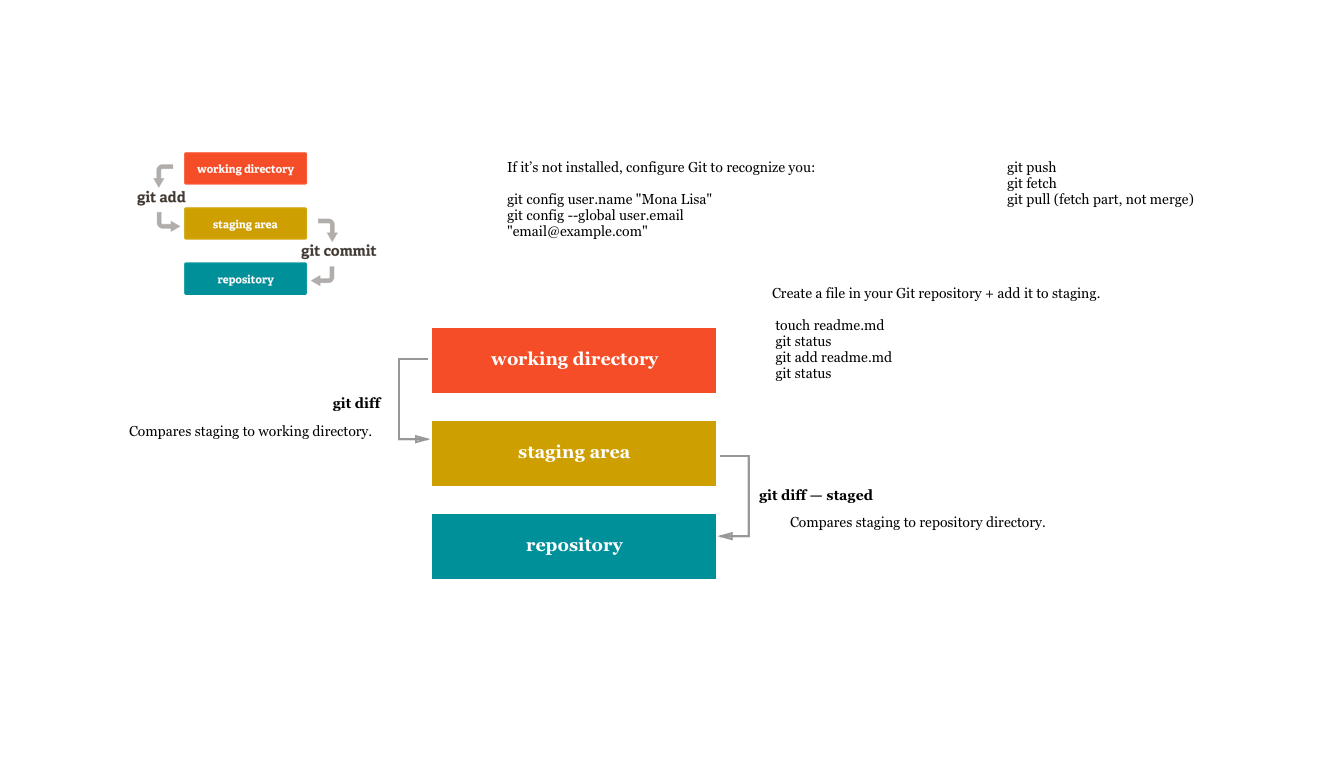 working directory
git add
staging area
git commit
repository
If it’s not installed, configure Git to recognize you:
git config user.name "Mona Lisa"
git config --global user.email
"email@example.com"
git push
git fetch
git pull (fetch part, not merge)
Create a file in your Git repository + add it to staging.
touch readme.md
git status
git add readme.md
git status
working directory
git diff
Compares staging to working directory.
staging area
git diff — staged
Compares staging to repository directory.
repository